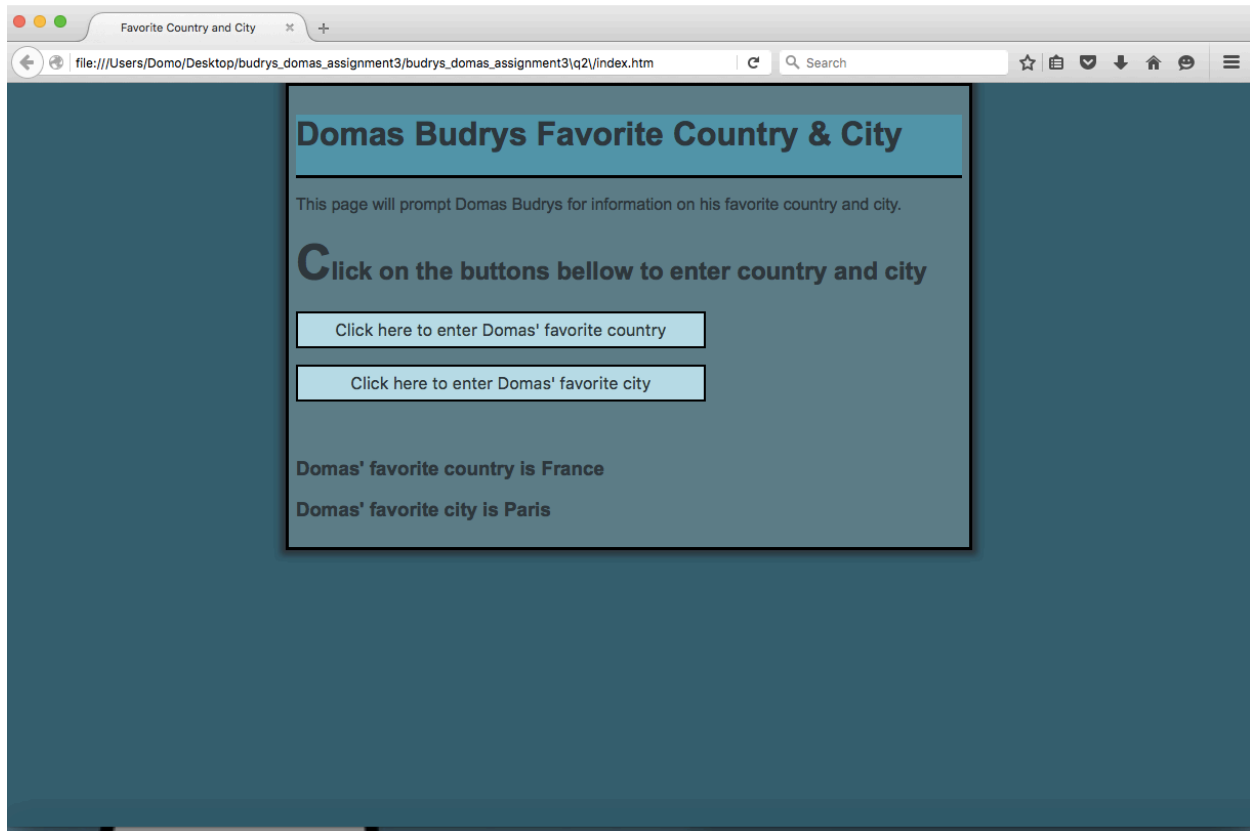 Favorite Country and City
file:///Users/Domo/Desktop/budrys_domas_assignment3/budrys_domas_assignment3\q2\/index.htm
Search
Domas Budrys Favorite Country & City
This page will prompt Domas Budrys for information on his favorite country and city.
Click on the buttons bellow to enter country and city
Click here to enter Domas' favorite country
Click here to enter Domas' favorite city
Domas' favorite country is France
Domas' favorite city is Paris